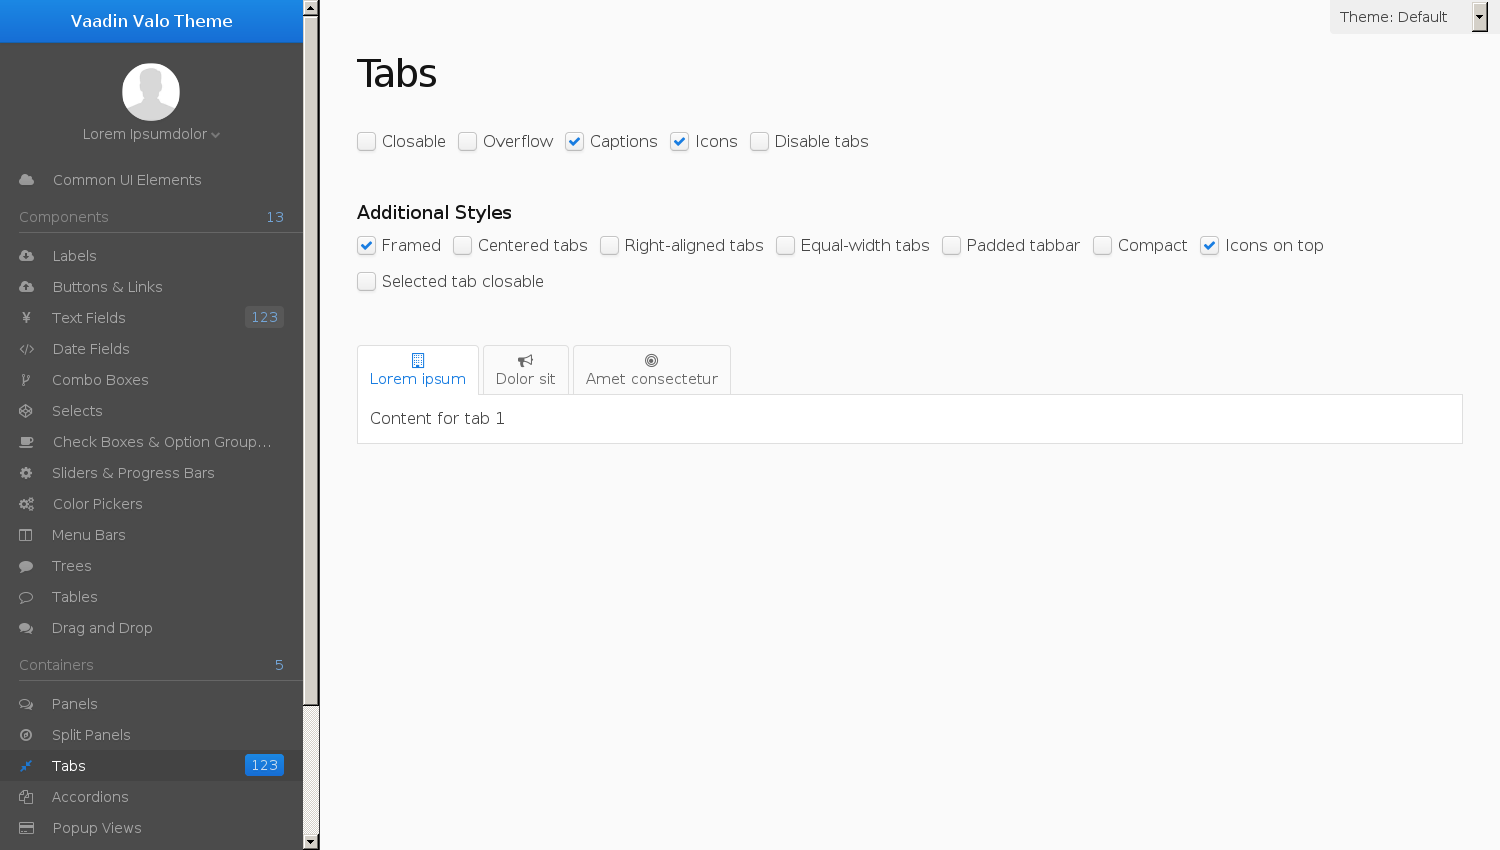 Vaadin Valo Theme
Lorem Ipsumdolor
Common UI Elements
Components 13
Labels
Buttons & Links
Text Fields 123
Date Fields
Combo Boxes
Selects
Check Boxes & Option Group...
Sliders & Progress Bars
Color Pickers
Menu Bars
Trees
Tables
Drag and Drop
Containers 5
Panels
Split Panels
Tabs 123
Accordions
Popup Views
Theme: Default
Tabs
Closable Overflow Captions Icons Disable tabs
Additional Styles
Framed Centered tabs Right-aligned tabs Equal-width tabs Padded tabbar Compact Icons on top
Selected tab closable
Lorem ipsum Dolor sit Amet consectetur
Content for tab 1